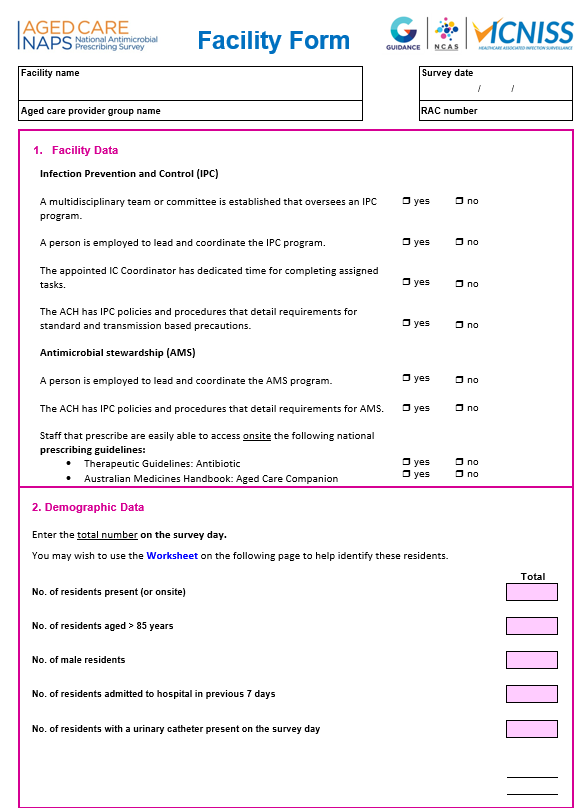 AGED CARE
NAPS National Antimicrobial
Prescribing Survey
Facility Form
GUIDANCE
NCAS
VICNISS
HEALTHCARE ASSOCIATED INFECTION SURVEILLANCE
Facility name
Survey date
/ /
Aged care provider group name
RAC number
1. Facility Data
Infection Prevention and Control (IPC)
A multidisciplinary team or committee is established that oversees an IPC
program.
yes no
A person is employed to lead and coordinate the IPC program.
yes no
The appointed IC Coordinator has dedicated time for completing assigned
tasks.
yes no
The ACH has IPC policies and procedures that detail requirements for
standard and transmission based precautions.
yes no
Antimicrobial stewardship (AMS)
A person is employed to lead and coordinate the AMS program.
yes no
The ACH has IPC policies and procedures that detail requirements for AMS.
yes no
Staff that prescribe are easily able to access onsite the following national
prescribing guidelines:
• Therapeutic Guidelines: Antibiotic
yes no
• Australian Medicines Handbook: Aged Care Companion
yes no
2. Demographic Data
Enter the total number on the survey day.
You may wish to use the Worksheet on the following page to help identify these residents.
Total
No. of residents present (or onsite)
No. of residents aged > 85 years
No. of male residents
No. of residents admitted to hospital in previous 7 days
No. of residents with a urinary catheter present on the survey day